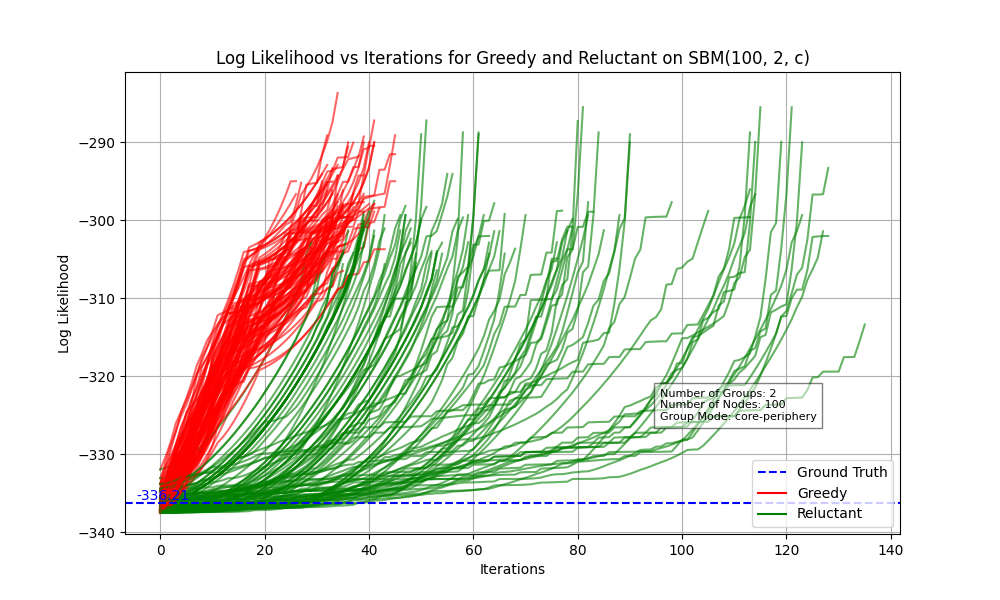 Log Likelihood vs Iterations for Greedy and Reluctant on SBM(100, 2, c)
Log Likelihood
−290
−300
−310
−320
−330
−340
-336.21
Number of Groups: 2
Number of Nodes: 100
Group Mode: core-periphery
Ground Truth
Greedy
Reluctant
0 20 40 60 80 100 120 140
Iterations